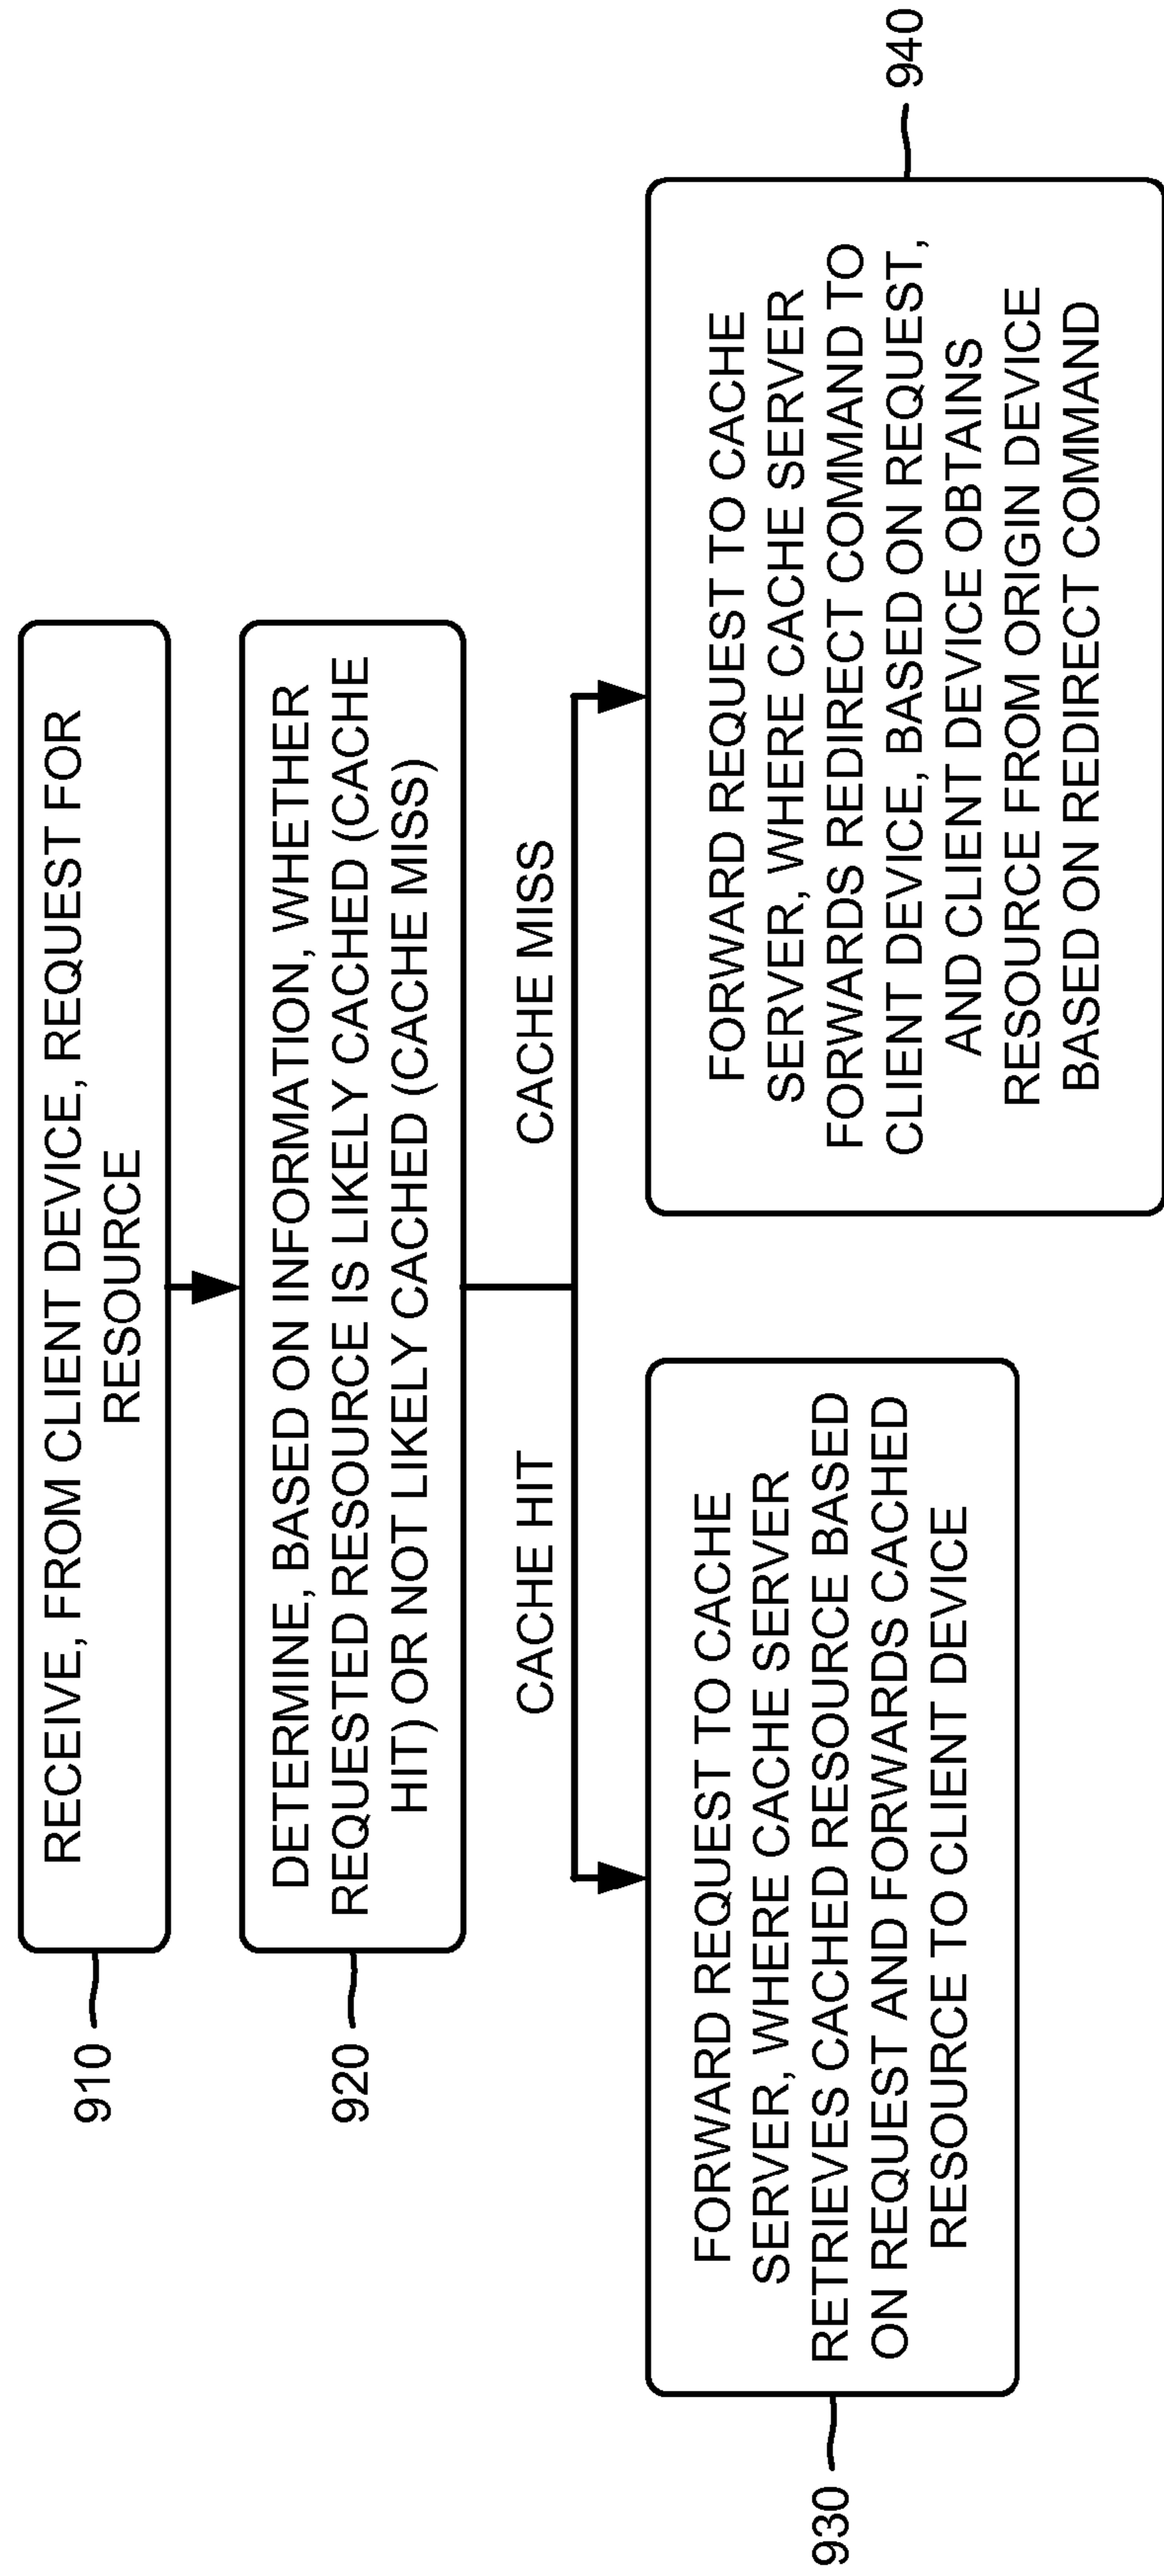 910
RECEIVE, FROM CLIENT DEVICE, REQUEST FOR
RESOURCE
920
DETERMINE, BASED ON INFORMATION, WHETHER
REQUESTED RESOURCE IS LIKELY CACHED (CACHE
HIT) OR NOT LIKELY CACHED (CACHE MISS)
CACHE HIT
CACHE MISS
930
FORWARD REQUEST TO CACHE
SERVER, WHERE CACHE SERVER
RETRIEVES CACHED RESOURCE BASED
ON REQUEST AND FORWARDS CACHED
RESOURCE TO CLIENT DEVICE
FORWARD REQUEST TO CACHE
SERVER, WHERE CACHE SERVER
FORWARDS REDIRECT COMMAND TO
CLIENT DEVICE, BASED ON REQUEST,
AND CLIENT DEVICE OBTAINS
RESOURCE FROM ORIGIN DEVICE
BASED ON REDIRECT COMMAND
940